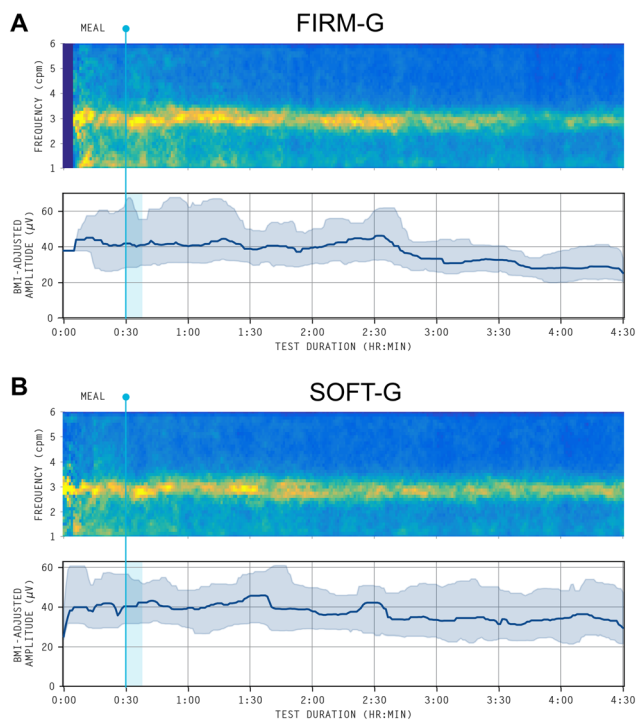 A
FIRM-G
MEAL
FREQUENCY (cpm)
6
5
4
3
2
1
BMI-ADJUSTED
AMPLITUDE (µV)
60
40
20
0
0:00 0:30 1:00 1:30 2:00 2:30 3:00 3:30 4:00 4:30
TEST DURATION (HR:MIN)
B
SOFT-G
MEAL
FREQUENCY (cpm)
6
5
4
3
2
1
BMI-ADJUSTED
AMPLITUDE (µV)
60
40
20
0
0:00 0:30 1:00 1:30 2:00 2:30 3:00 3:30 4:00 4:30
TEST DURATION (HR:MIN)